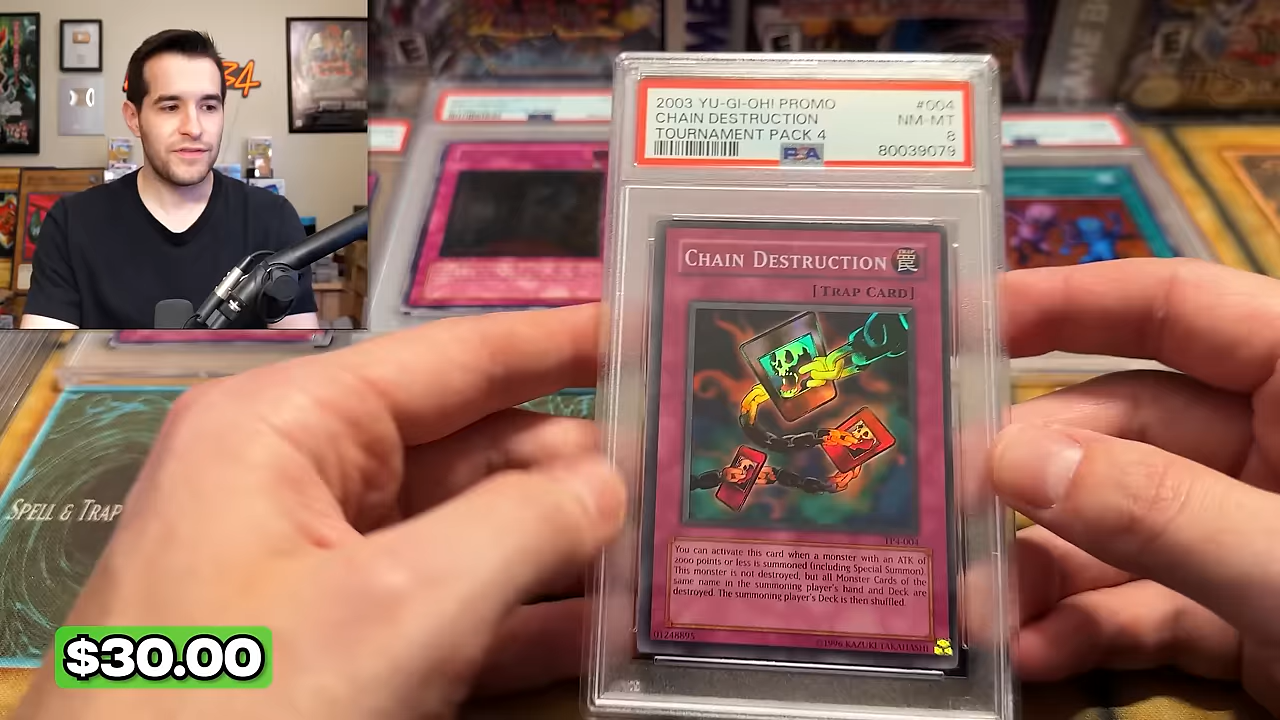 34
2003 YU-GI-OH! PROMO #004
CHAIN DESTRUCTION NM-MT
TOURNAMENT PACK 4 8
PSA 80039079
CHAIN DESTRUCTION
[TRAP CARD]
TP4-004
You can activate this card when a monster with an ATK of
2000 points or less is summoned (including Special Summon).
This monster is not destroyed, but all Monster Cards of the
same name in the summoning player's hand and Deck are
destroyed. The summoning player's Deck is then shuffled.
01248895
©1996 KAZUKI TAKAHASHI
SPELL & TRAP
$30.00
GAME B
E
E